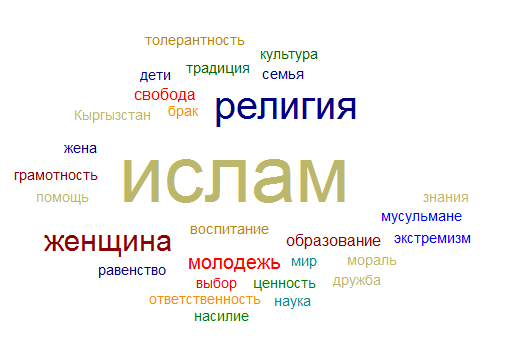 толерантность
культура
традиция
дети
семья
свобода
религия
Кыргызстан
брак
жена
ислам
грамотность
помощь
знания
мусульмане
воспитание
женщина
образование
экстремизм
равенство
молодежь
мир
мораль
выбор
ценность
дружба
ответственность
наука
насилие